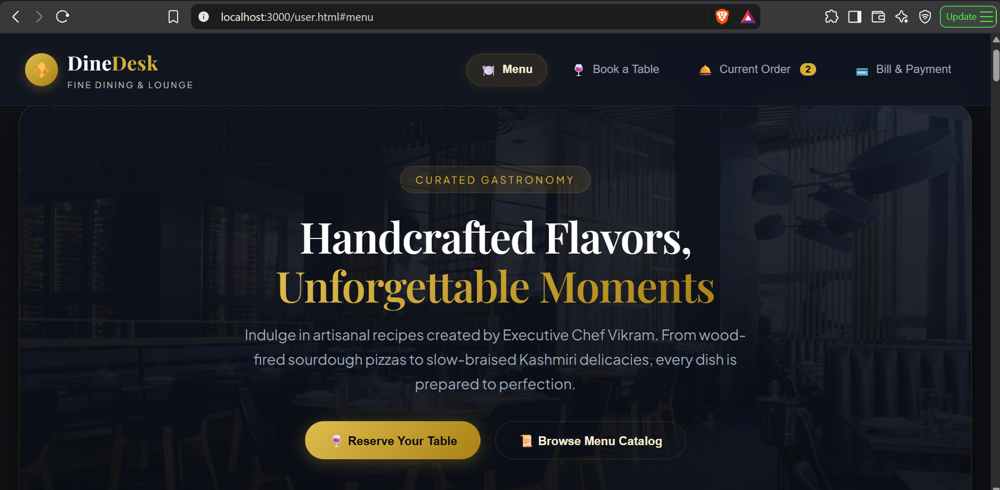 localhost:3000/user.html#menu
Update
DineDesk
FINE DINING & LOUNGE
Menu
Book a Table
Current Order 2
Bill & Payment
CURATED GASTRONOMY
Handcrafted Flavors,
Unforgettable Moments
Indulge in artisanal recipes created by Executive Chef Vikram. From wood-
fired sourdough pizzas to slow-braised Kashmiri delicacies, every dish is
prepared to perfection.
Reserve Your Table
Browse Menu Catalog